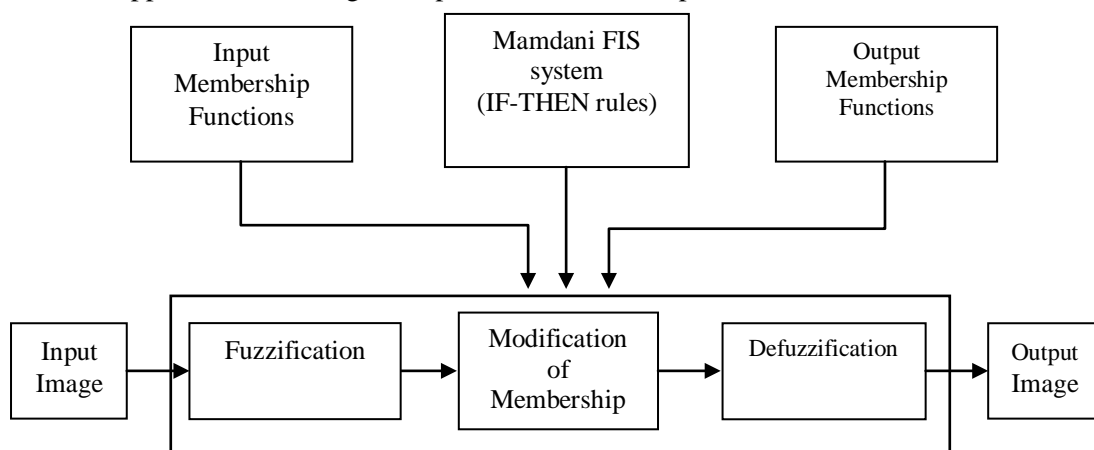 Input
Membership
Functions
Mamdani FIS
system
(IF-THEN rules)
Output
Membership
Functions
Input
Image
Fuzzification
Modification
of
Membership
Defuzzification
Output
Image